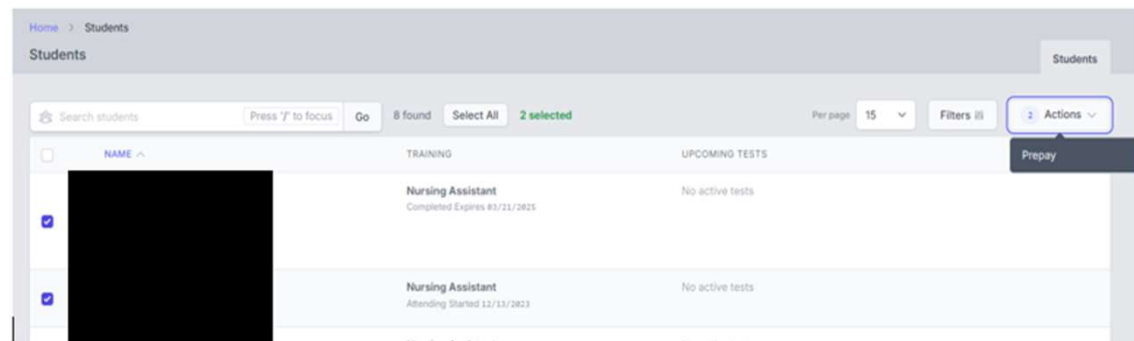 Home > Students
Students
Students
Search students Press '/' to focus Go 8 found Select All 2 selected Per page 15 Filters 2 Actions
NAME TRAINING UPCOMING TESTS Prepay
Nursing Assistant No active tests
Completed Expires 03/21/2025
Nursing Assistant No active tests
Attending Started 12/13/2023